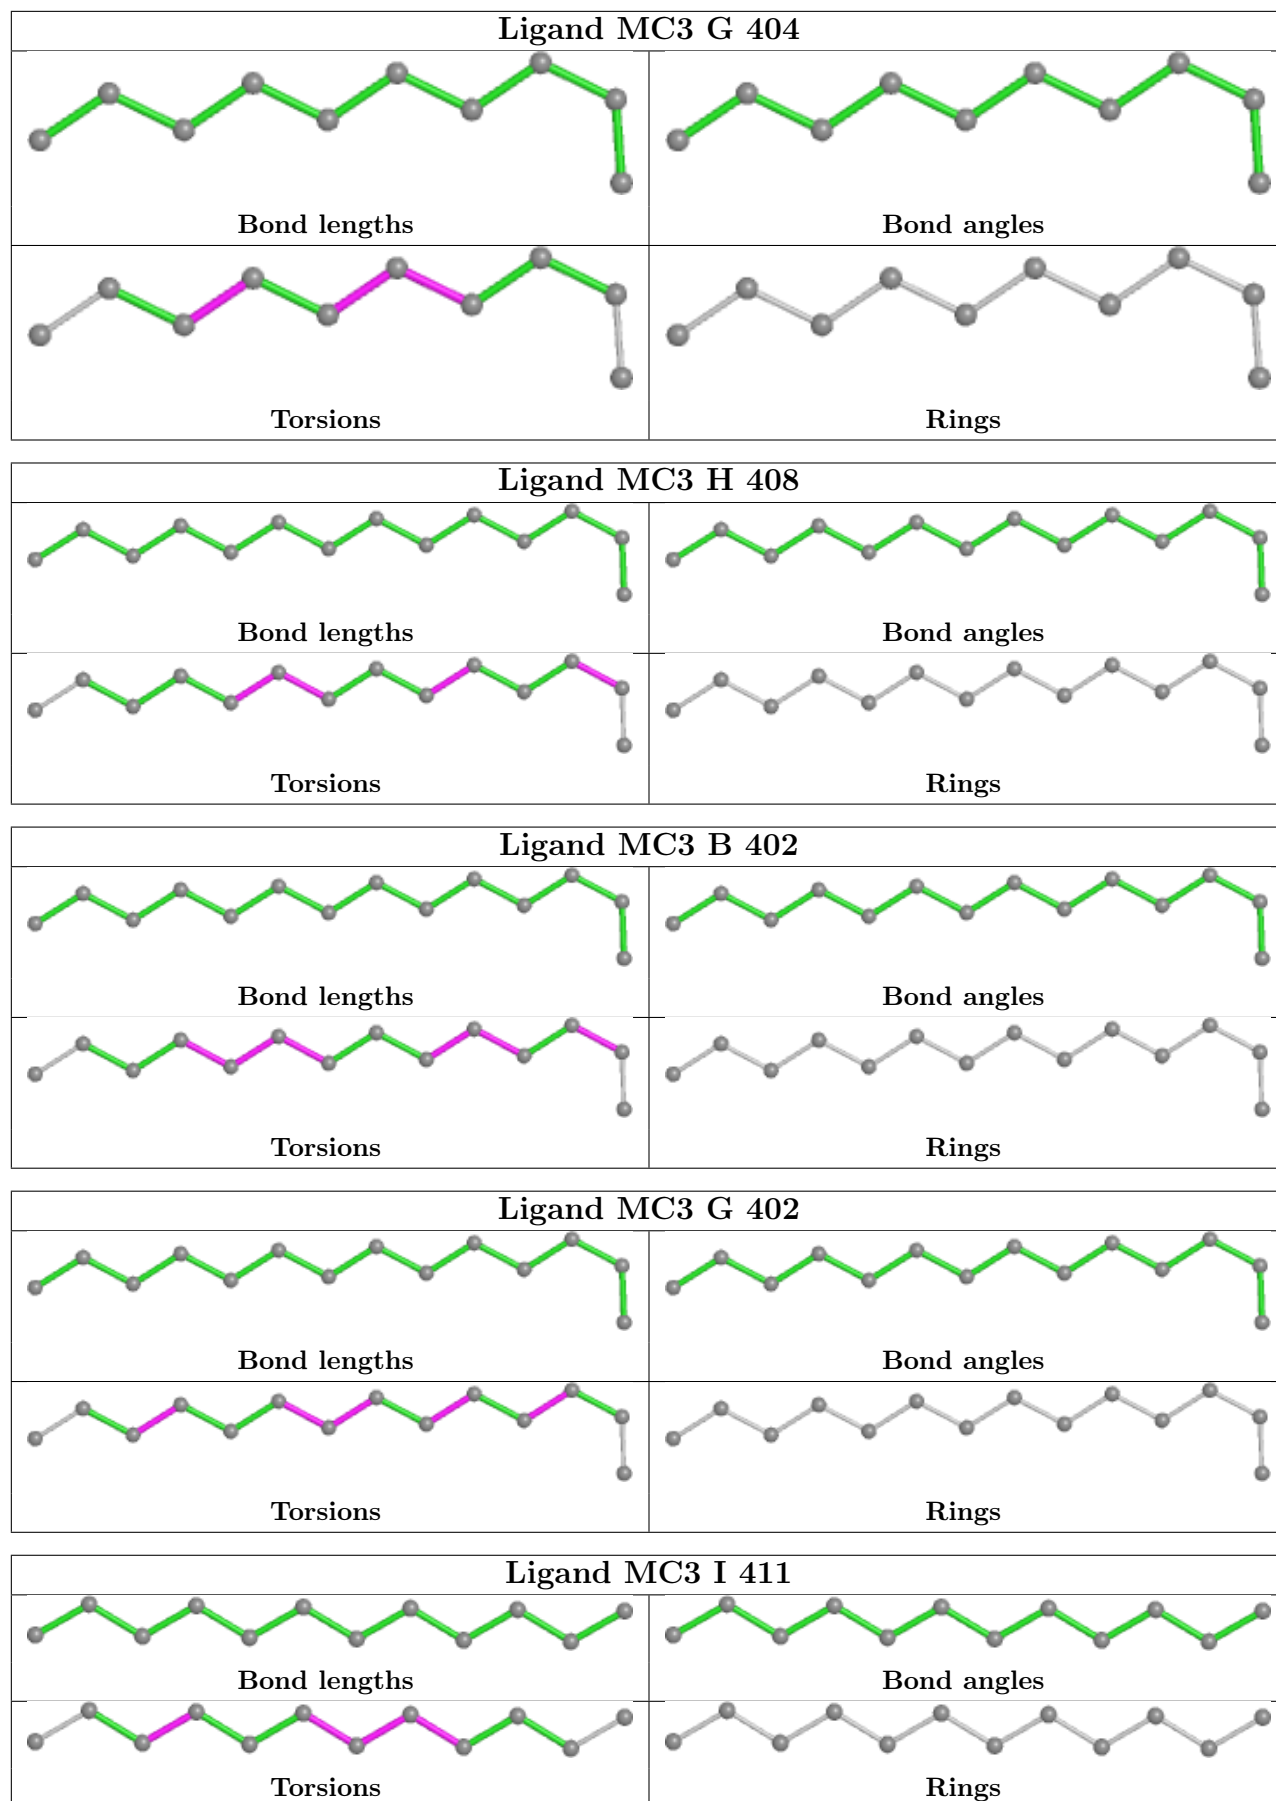 Ligand MC3 G 404
Bond lengths Bond angles
Torsions Rings
Ligand MC3 H 408
Bond lengths Bond angles
Torsions Rings
Ligand MC3 B 402
Bond lengths Bond angles
Torsions Rings
Ligand MC3 G 402
Bond lengths Bond angles
Torsions Rings
Ligand MC3 I 411
Bond lengths Bond angles
Torsions Rings